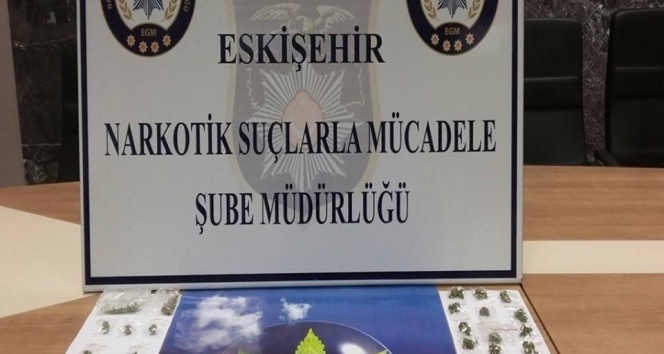 EGM
EGM
ESKİŞEHİR
NARKOTİK SUÇLARLA MÜCADELE
ŞUBE MÜDÜRLÜĞÜ